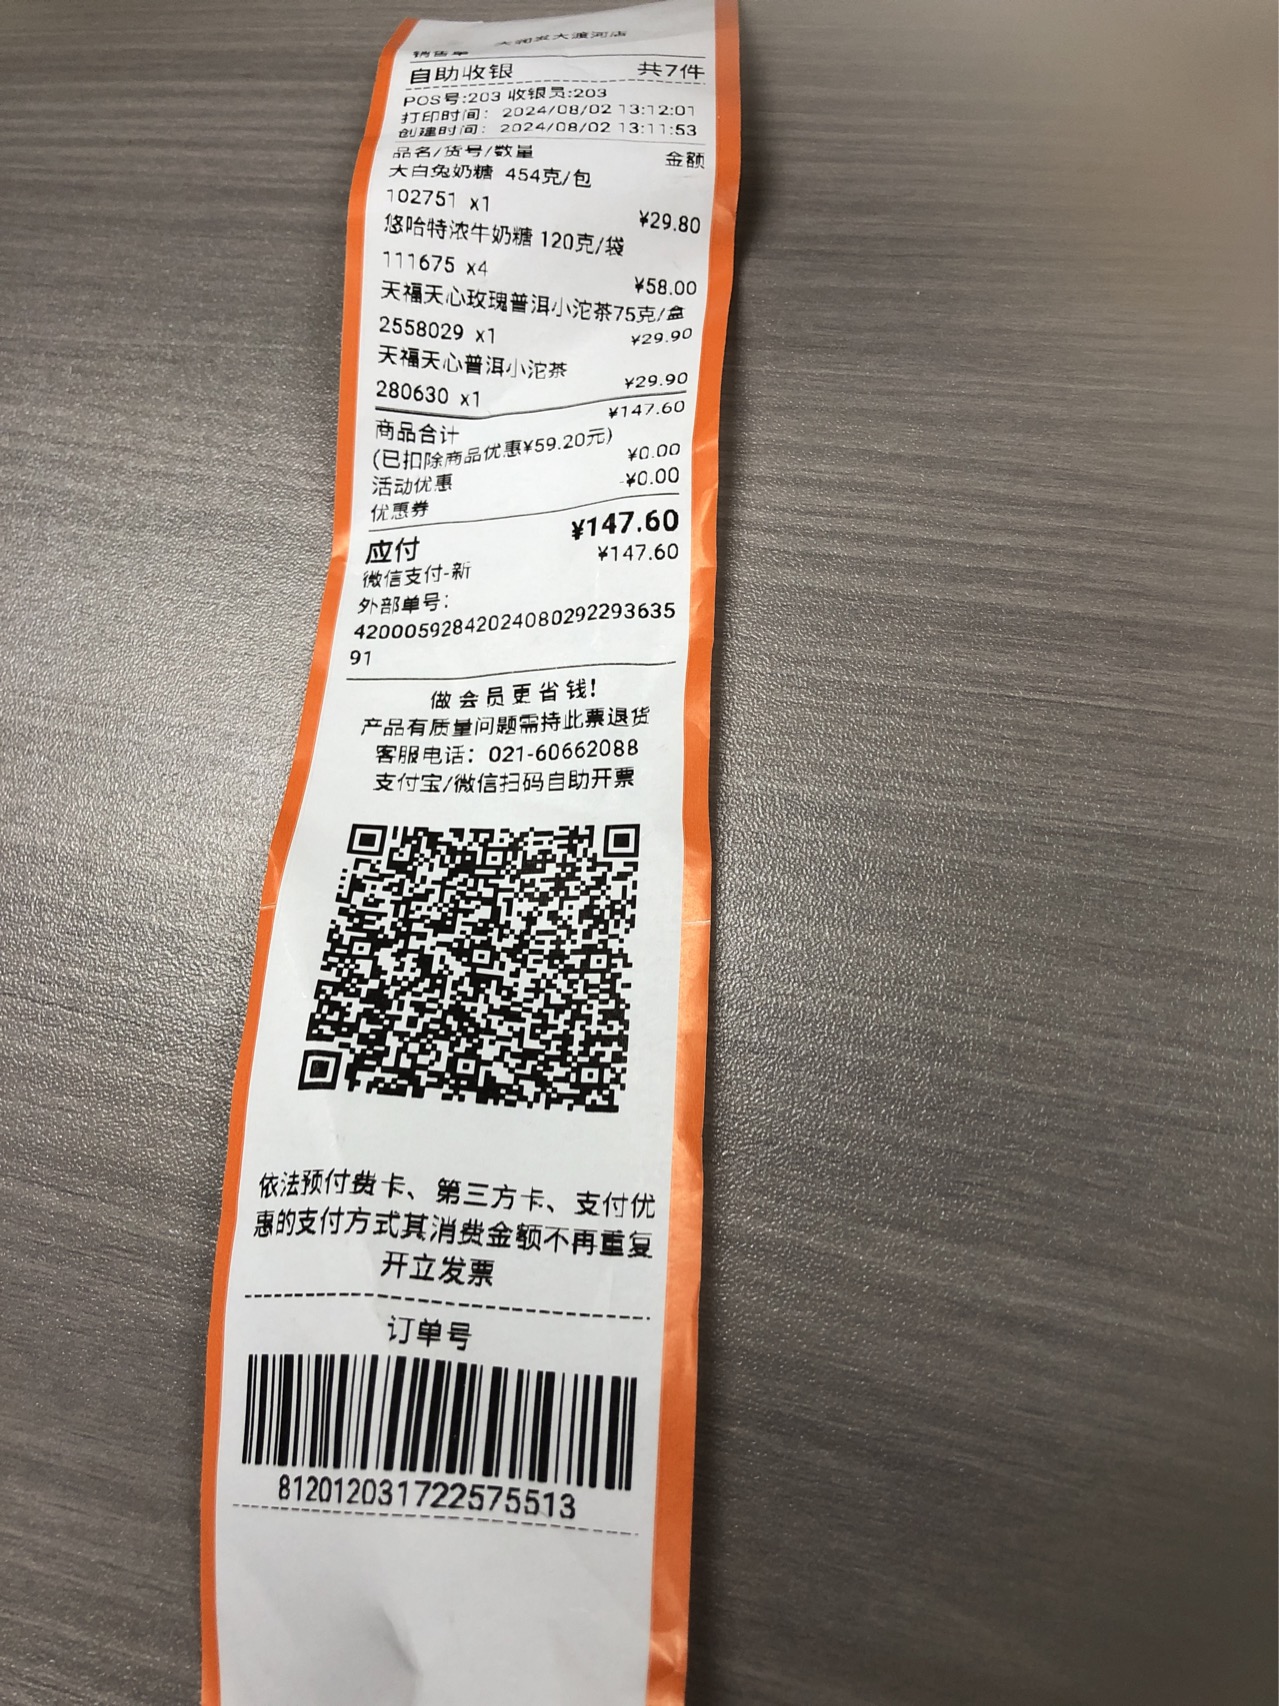 大润发大渡河店
销售单
自助收银 共7件
POS号:203 收银员:203
打印时间: 2024/08/02 13:12:01
创建时间: 2024/08/02 13:11:53
品名/货号/数量 金额
大白兔奶糖 454克/包
102751 x1 ¥29.80
悠哈特浓牛奶糖 120克/袋
111675 x4 ¥58.00
天福天心玫瑰普洱小沱茶75克/盒
2558029 x1 ¥29.90
天福天心普洱小沱茶
280630 x1 ¥29.90
商品合计 ¥147.60
(已扣除商品优惠¥59.20元)
活动优惠 ¥0.00
优惠券 -¥0.00
应付 ¥147.60
微信支付-新 ¥147.60
外部单号:
42000592842024080292293635
91
做会员更省钱!
产品有质量问题需持此票退货
客服电话: 021-60662088
支付宝/微信扫码自助开票
依法预付费卡、第三方卡、支付优
惠的支付方式其消费金额不再重复
开立发票
订单号
812012031722575513